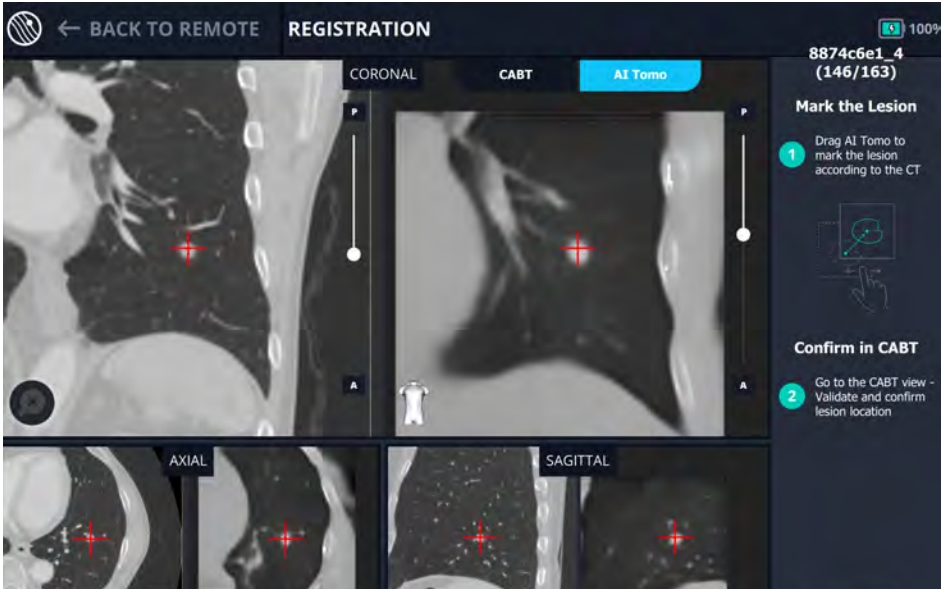 ← BACK TO REMOTE
REGISTRATION
100%
8874c6e1_4
(146/163)
CORONAL
CABT
AI Tomo
P
P
A
A
Mark the Lesion
1
Drag AI Tomo to
mark the lesion
according to the CT
Confirm in CABT
2
Go to the CABT view -
Validate and confirm
lesion location
AXIAL
SAGITTAL